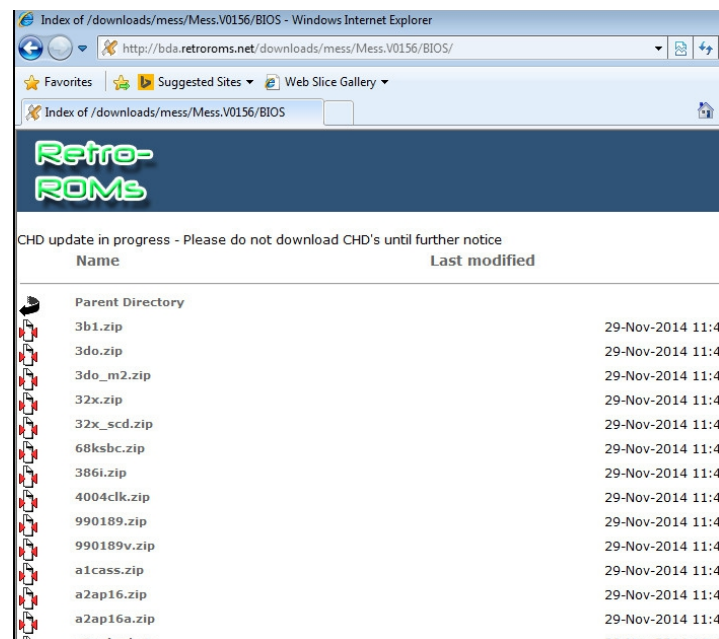 Index of /downloads/mess/Mess.V0156/BIOS - Windows Internet Explorer
http://bda.retroroms.net/downloads/mess/Mess.V0156/BIOS/
Favorites Suggested Sites Web Slice Gallery
Index of /downloads/mess/Mess.V0156/BIOS
Retro-
ROMs
CHD update in progress - Please do not download CHD's until further notice
Name Last modified
Parent Directory
3b1.zip 29-Nov-2014 11:4
3do.zip 29-Nov-2014 11:4
3do_m2.zip 29-Nov-2014 11:4
32x.zip 29-Nov-2014 11:4
32x_scd.zip 29-Nov-2014 11:4
68ksbc.zip 29-Nov-2014 11:4
386i.zip 29-Nov-2014 11:4
4004clk.zip 29-Nov-2014 11:4
990189.zip 29-Nov-2014 11:4
990189v.zip 29-Nov-2014 11:4
a1cass.zip 29-Nov-2014 11:4
a2ap16.zip 29-Nov-2014 11:4
a2ap16a.zip 29-Nov-2014 11:4